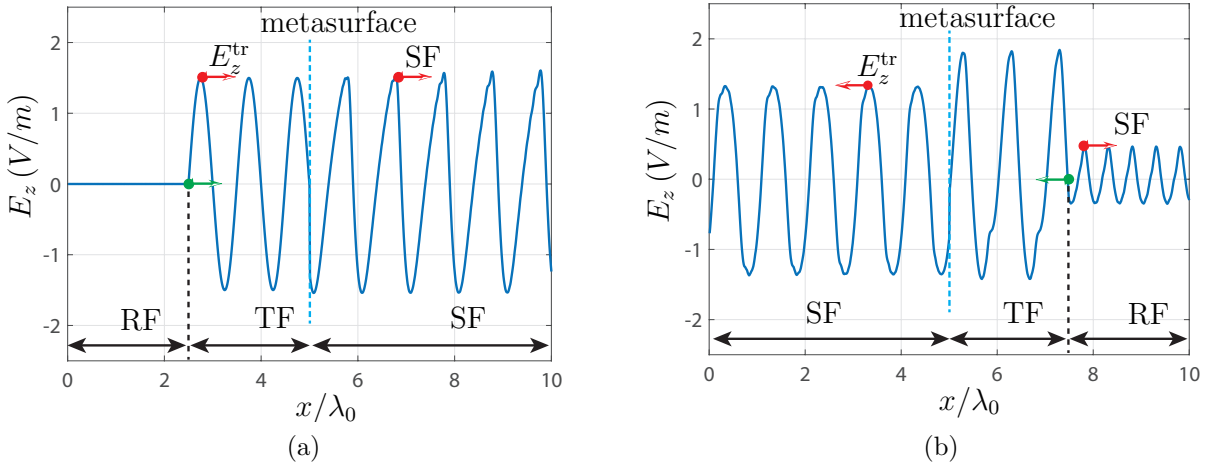 metasurface
E_z^tr
SF
E_z (V/m)
2
1
0
-1
-2
RF
TF
SF
0
2
4
6
8
10
x/λ_0
(a)
metasurface
E_z^tr
SF
E_z (V/m)
2
1
0
-1
-2
SF
TF
RF
0
2
4
6
8
10
x/λ_0
(b)